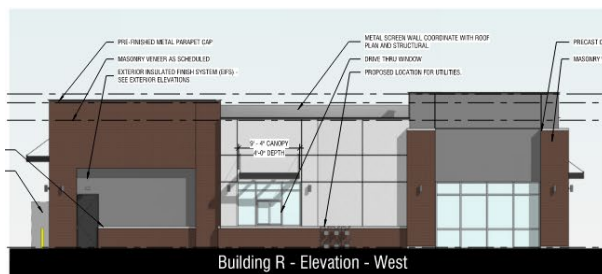 PRE-FINISHED METAL PARAPET CAP
MASONRY VENEER AS SCHEDULED
EXTERIOR INSULATED FINISH SYSTEM (EIFS) -
SEE EXTERIOR ELEVATIONS
METAL SCREEN WALL COORDINATE WITH ROOF
PLAN AND STRUCTURAL.
DRIVE THRU WINDOW
PROPOSED LOCATION FOR UTILITIES.
PRECAST
MASONRY
9' - 4" CANOPY
4'-0" DEPTH
Building R - Elevation - West